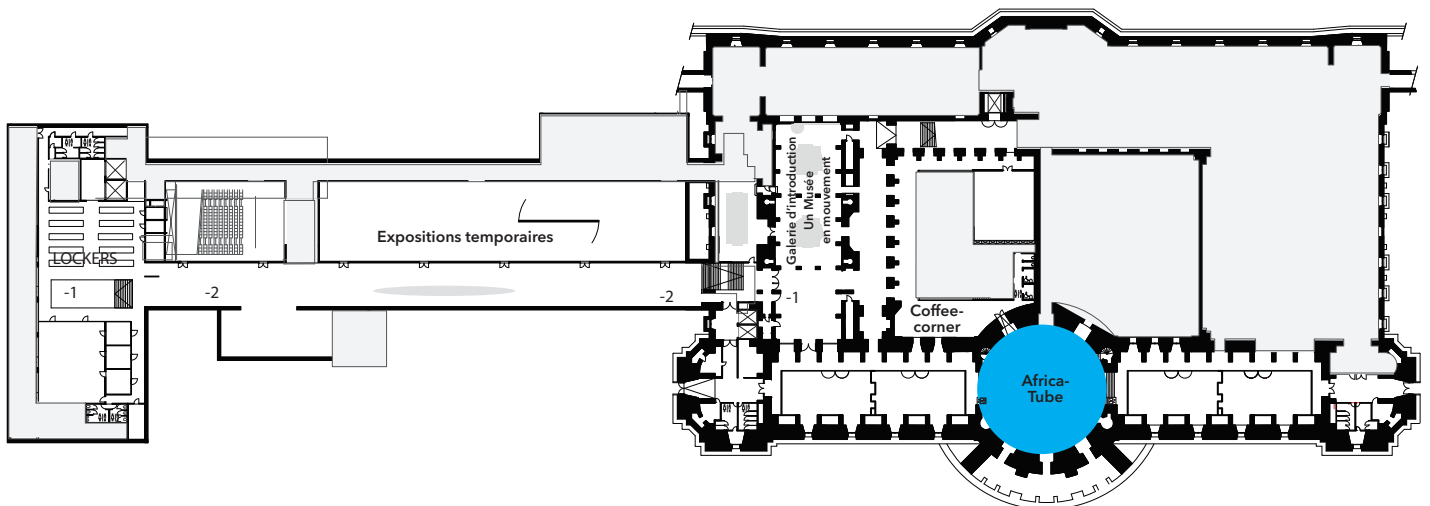 Galerie d'introduction
Un Musée
en mouvement
Expositions temporaires
LOCKERS
-1
-2
-2
-1
Coffee-
corner
Africa-
Tube